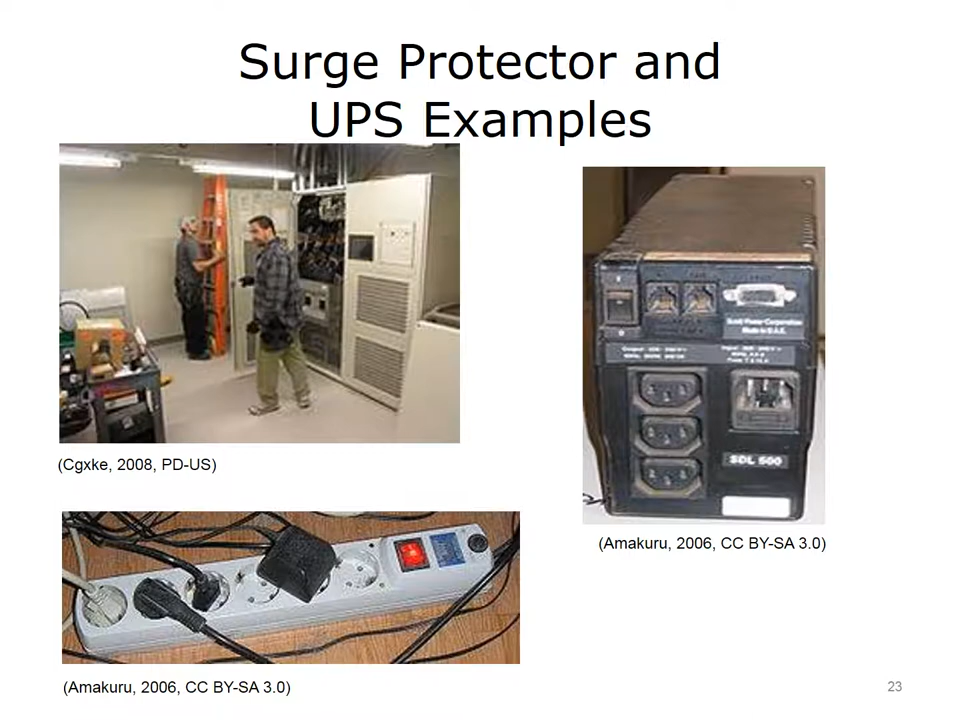 Surge Protector and
UPS Examples
(Cgxke, 2008, PD-US)
SDL 500
(Amakuru, 2006, CC BY-SA 3.0)
(Amakuru, 2006, CC BY-SA 3.0)
23